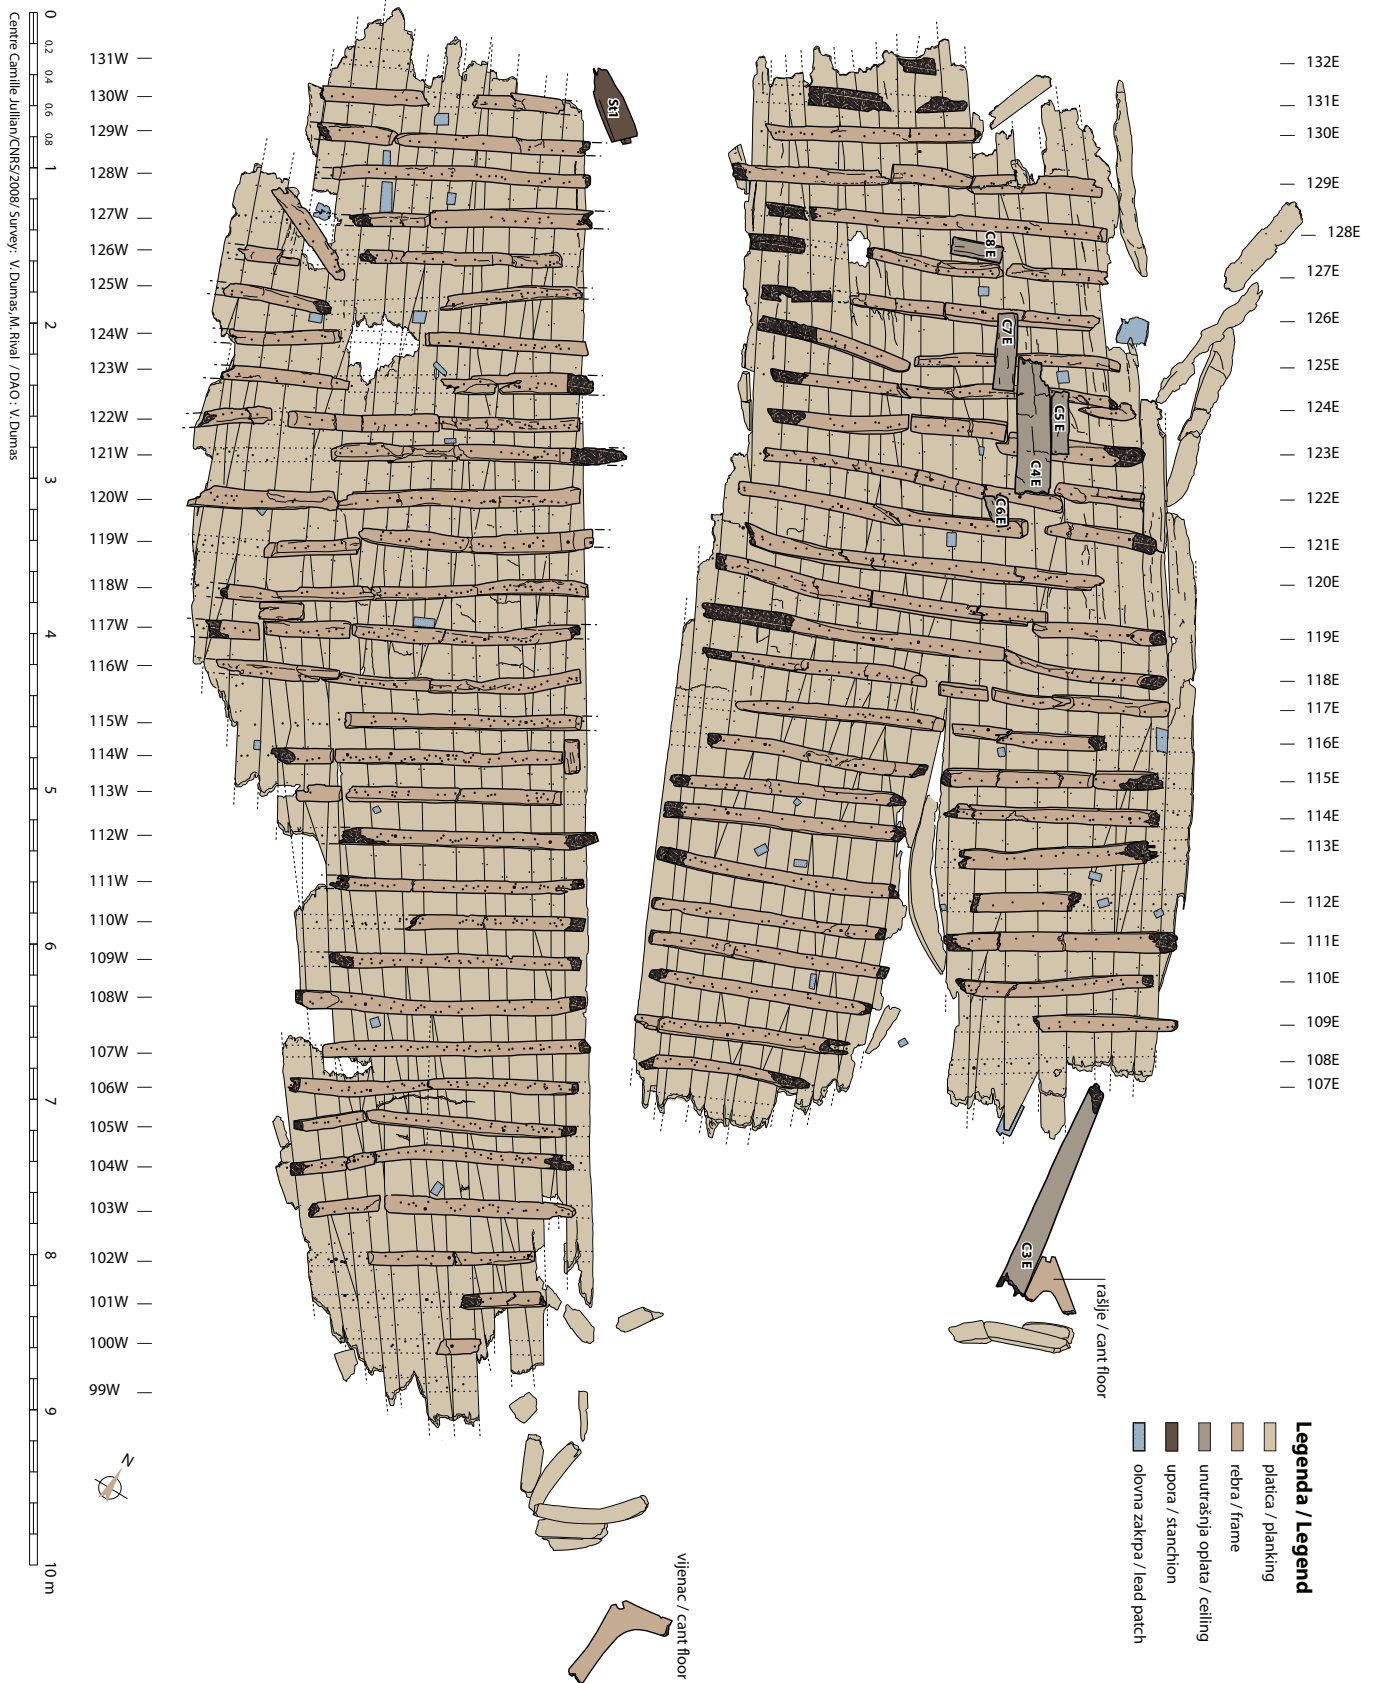 131W
130W
129W
128W
127W
126W
125W
124W
123W
122W
121W
120W
119W
118W
117W
116W
115W
114W
113W
112W
111W
110W
109W
108W
107W
106W
105W
104W
103W
102W
101W
100W
99W
132E
131E
130E
129E
128E
127E
126E
125E
124E
123E
122E
121E
120E
119E
118E
117E
116E
115E
114E
113E
112E
111E
110E
109E
108E
107E
St1
C8 E
C7 E
C5 E
C4 E
C6 E
C3 E
rašlje / cant floor
vijenac / cant floor
Legenda / Legend
platica / planking
rebra / frame
unutrašnja oplata / ceiling
upora / stanchion
olovna zakrpa / lead patch
N
0 0.2 0.4 0.6 0.8 1 2 3 4 5 6 7 8 9 10 m
Centre Camille Jullian/CNRS/2008/ Survey: V.Dumas,M. Rival / DAO : V.Dumas